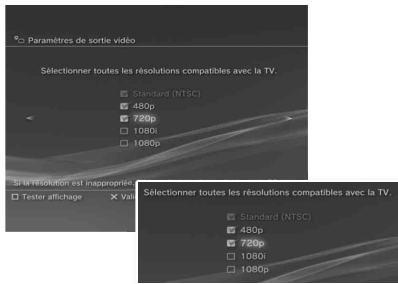 Paramètres de sortie vidéo
Sélectionner toutes les résolutions compatibles avec la TV.
Standard (NTSC)
480p
720p
1080i
1080p
Si la résolution est inappropriée,
Tester affichage
X Vali
Sélectionner toutes les résolutions compatibles avec la TV.
Standard (NTSC)
480p
720p
1080i
1080p